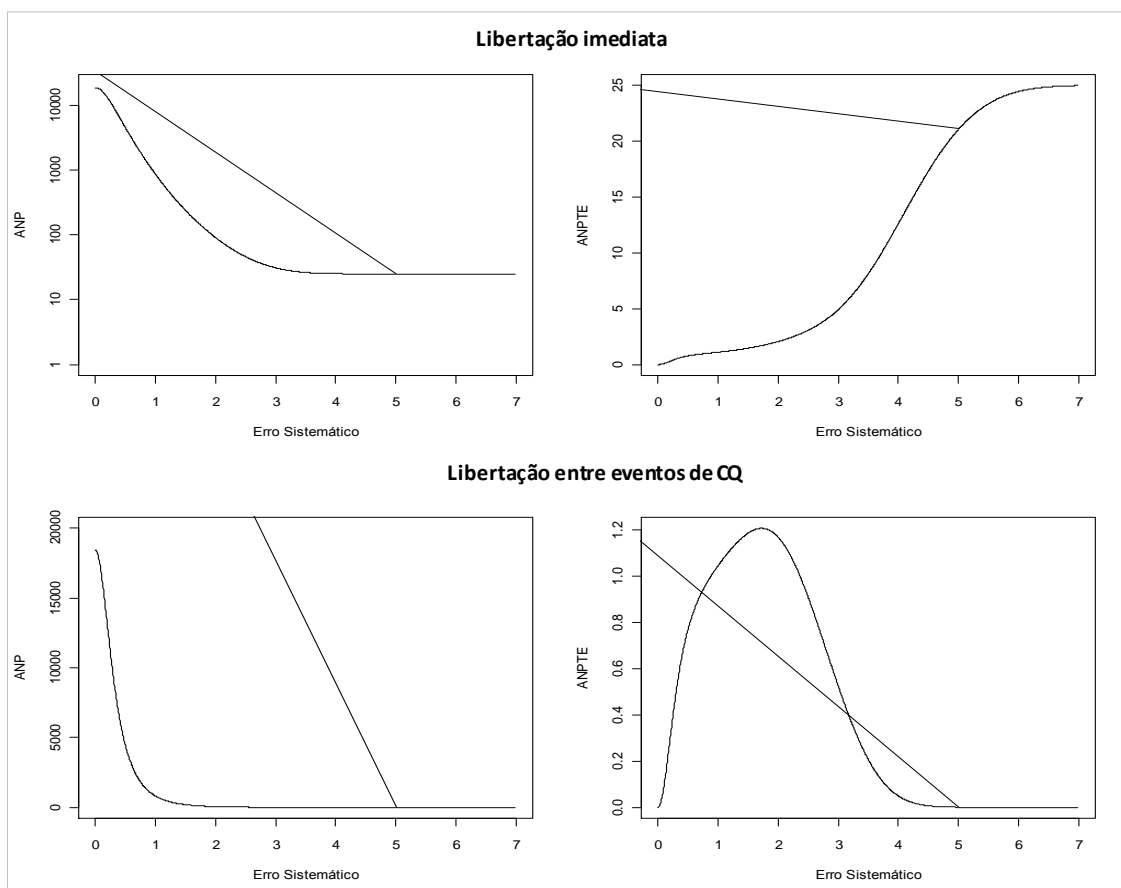 Libertação imediata
ANP
10000
1000
100
10
1
0 1 2 3 4 5 6 7
Erro Sistemático
ANPTE
25
20
15
10
5
0
0 1 2 3 4 5 6 7
Erro Sistemático
Libertação entre eventos de CQ
ANP
20000
15000
10000
5000
0
0 1 2 3 4 5 6 7
Erro Sistemático
ANPTE
1.2
1.0
0.8
0.6
0.4
0.2
0.0
0 1 2 3 4 5 6 7
Erro Sistemático